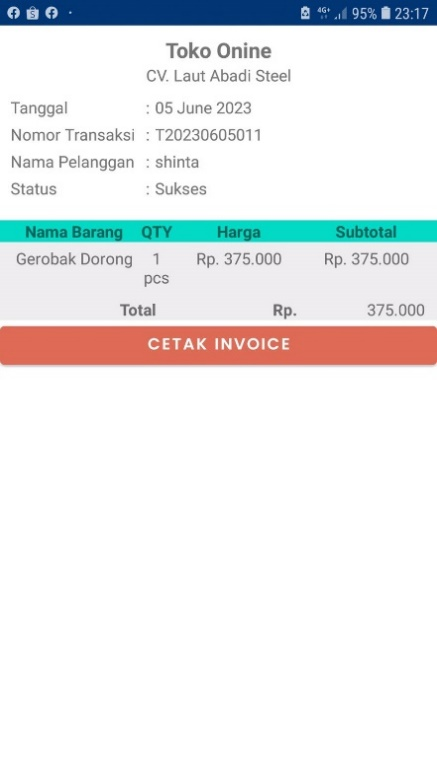 4G+ 95% 23:17
Toko Onine
CV. Laut Abadi Steel
Tanggal : 05 June 2023
Nomor Transaksi : T20230605011
Nama Pelanggan : shinta
Status : Sukses
Nama Barang QTY Harga Subtotal
Gerobak Dorong 1 Rp. 375.000 Rp. 375.000
pcs
Total Rp. 375.000
CETAK INVOICE